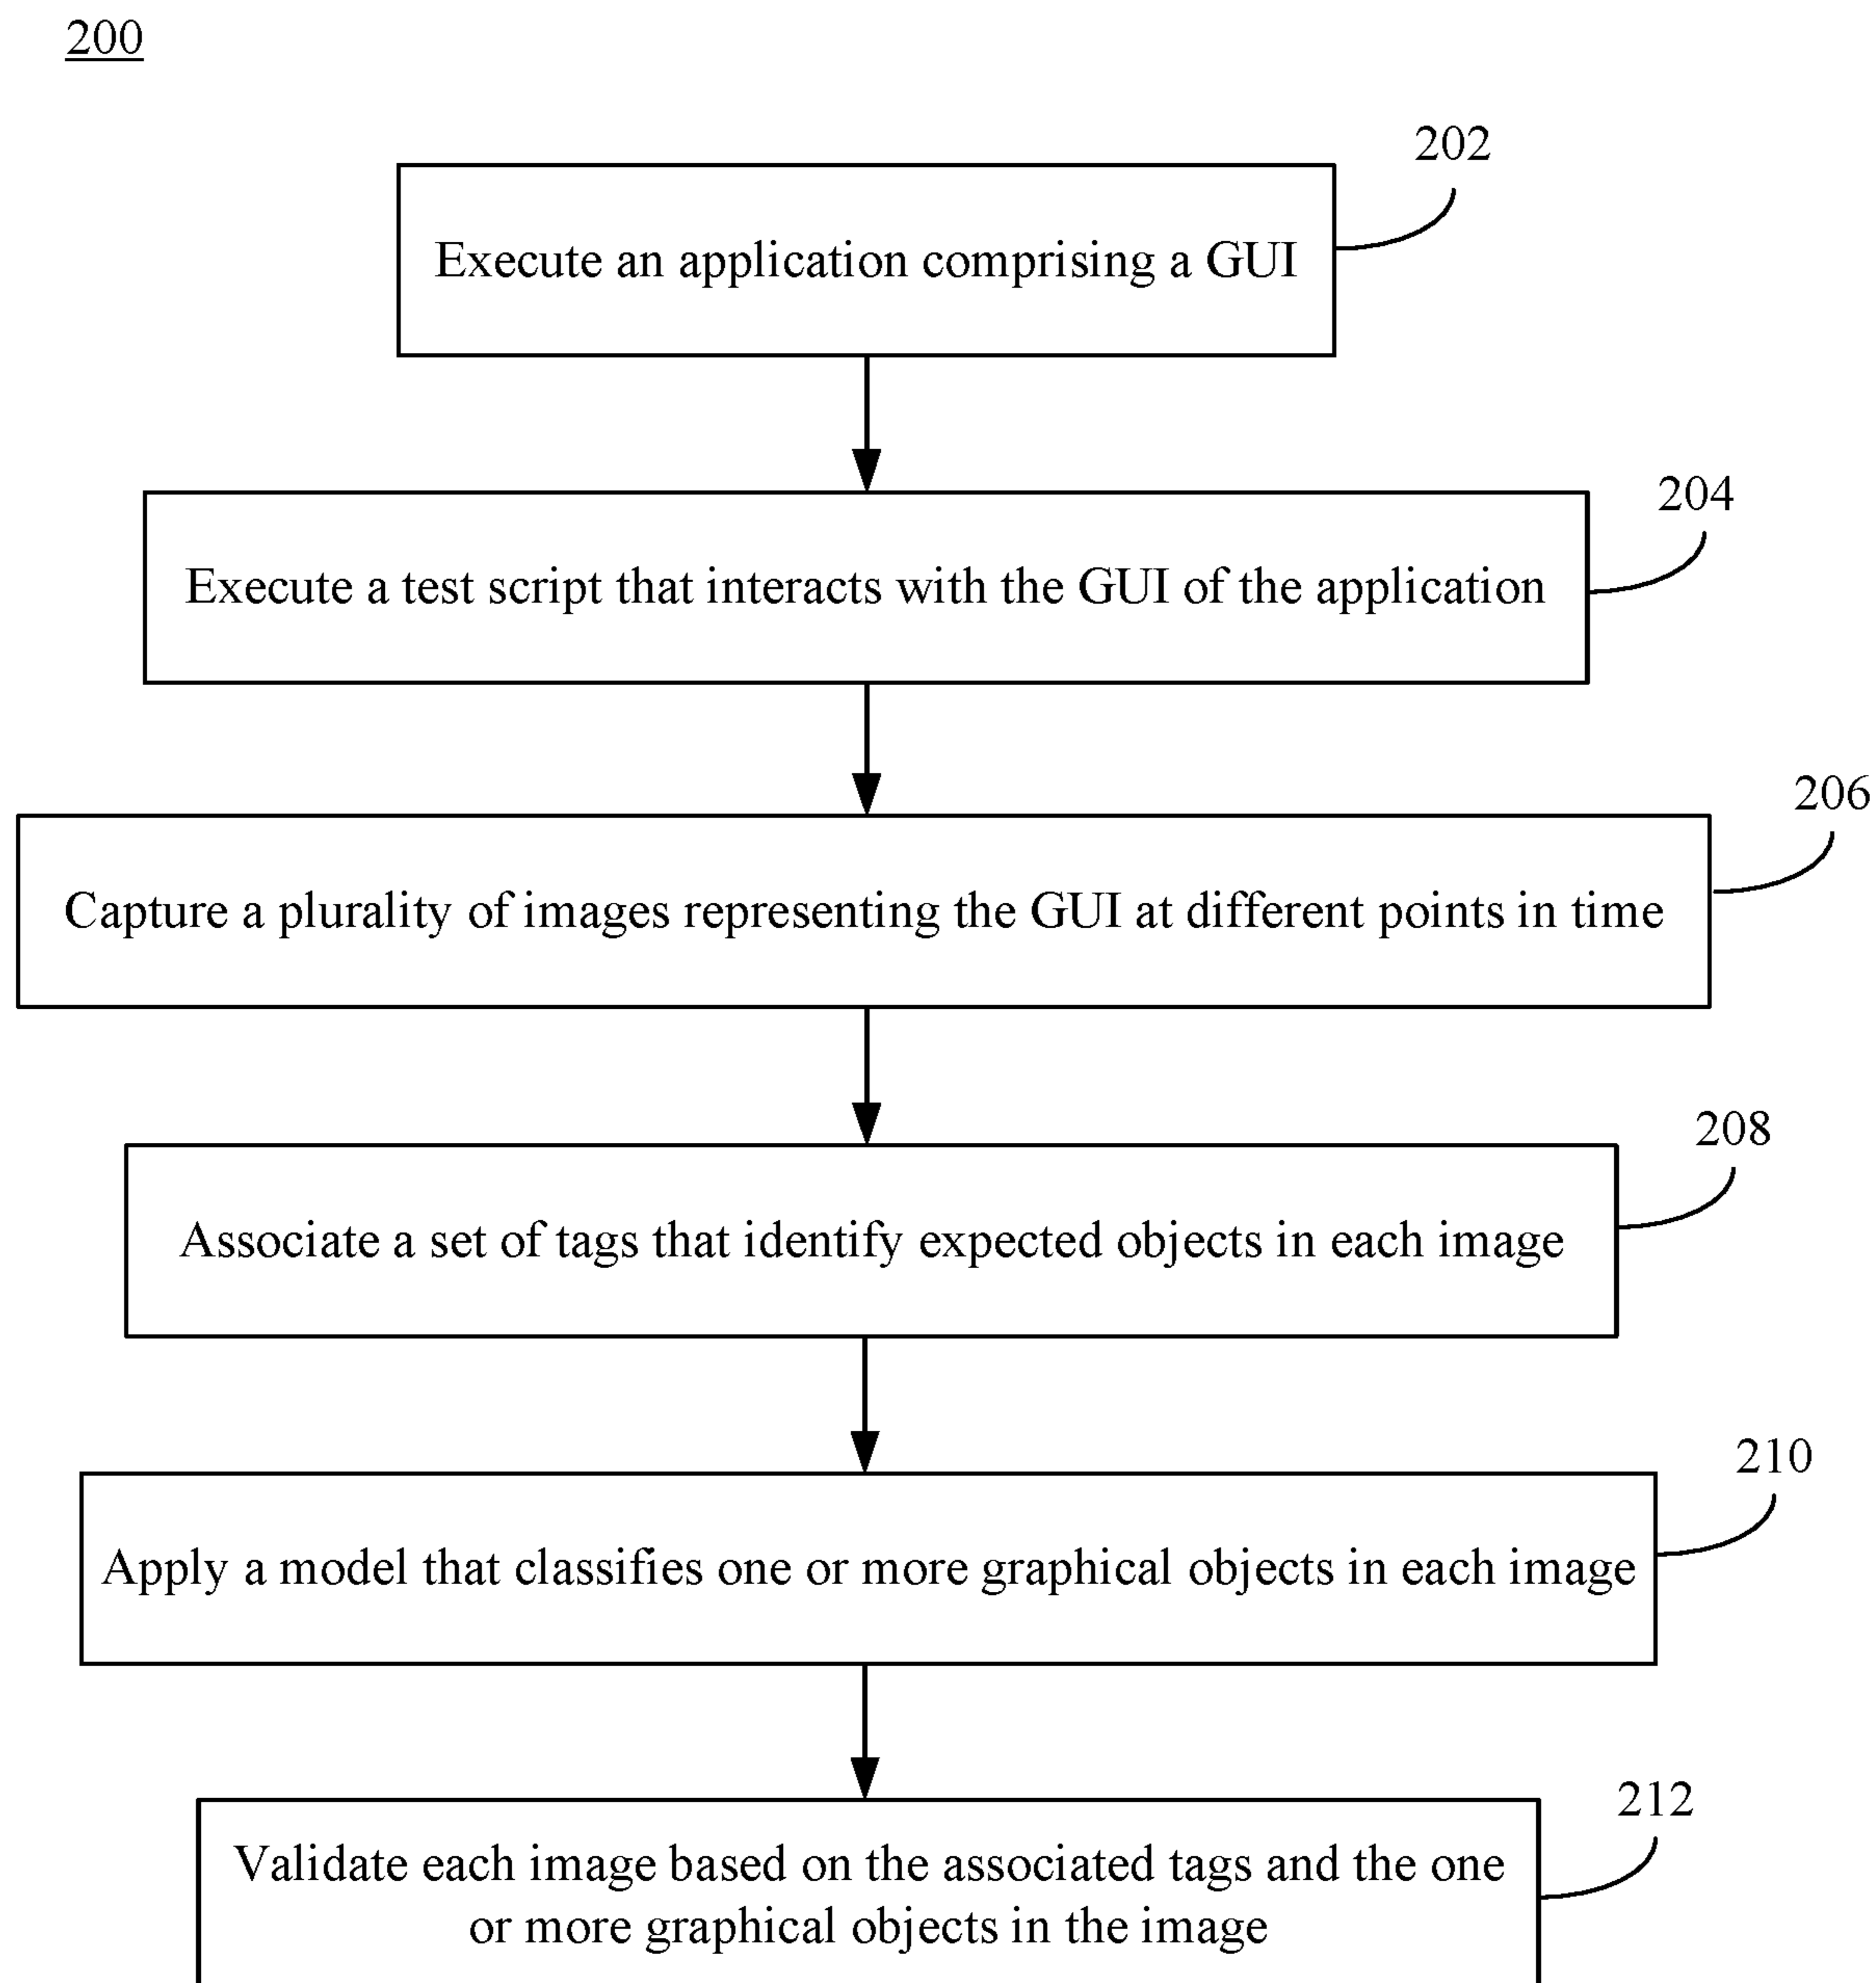 200
202
Execute an application comprising a GUI
204
Execute a test script that interacts with the GUI of the application
206
Capture a plurality of images representing the GUI at different points in time
208
Associate a set of tags that identify expected objects in each image
210
Apply a model that classifies one or more graphical objects in each image
212
Validate each image based on the associated tags and the one
or more graphical objects in the image